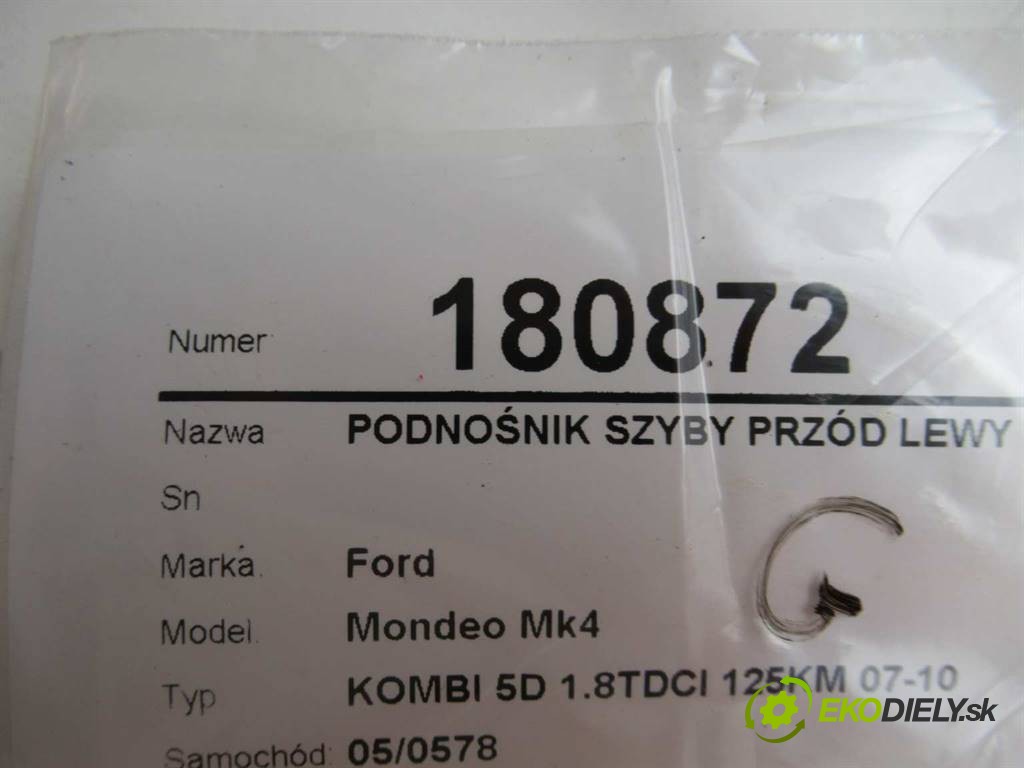 Numer 180872
Nazwa PODNOŚNIK SZYBY PRZÓD LEWY
Sn
Marka Ford
Model Mondeo Mk4
Typ KOMBI 5D 1.8TDCI 125KM 07-10
Samochód: 05/0578
EKODIELY.sk